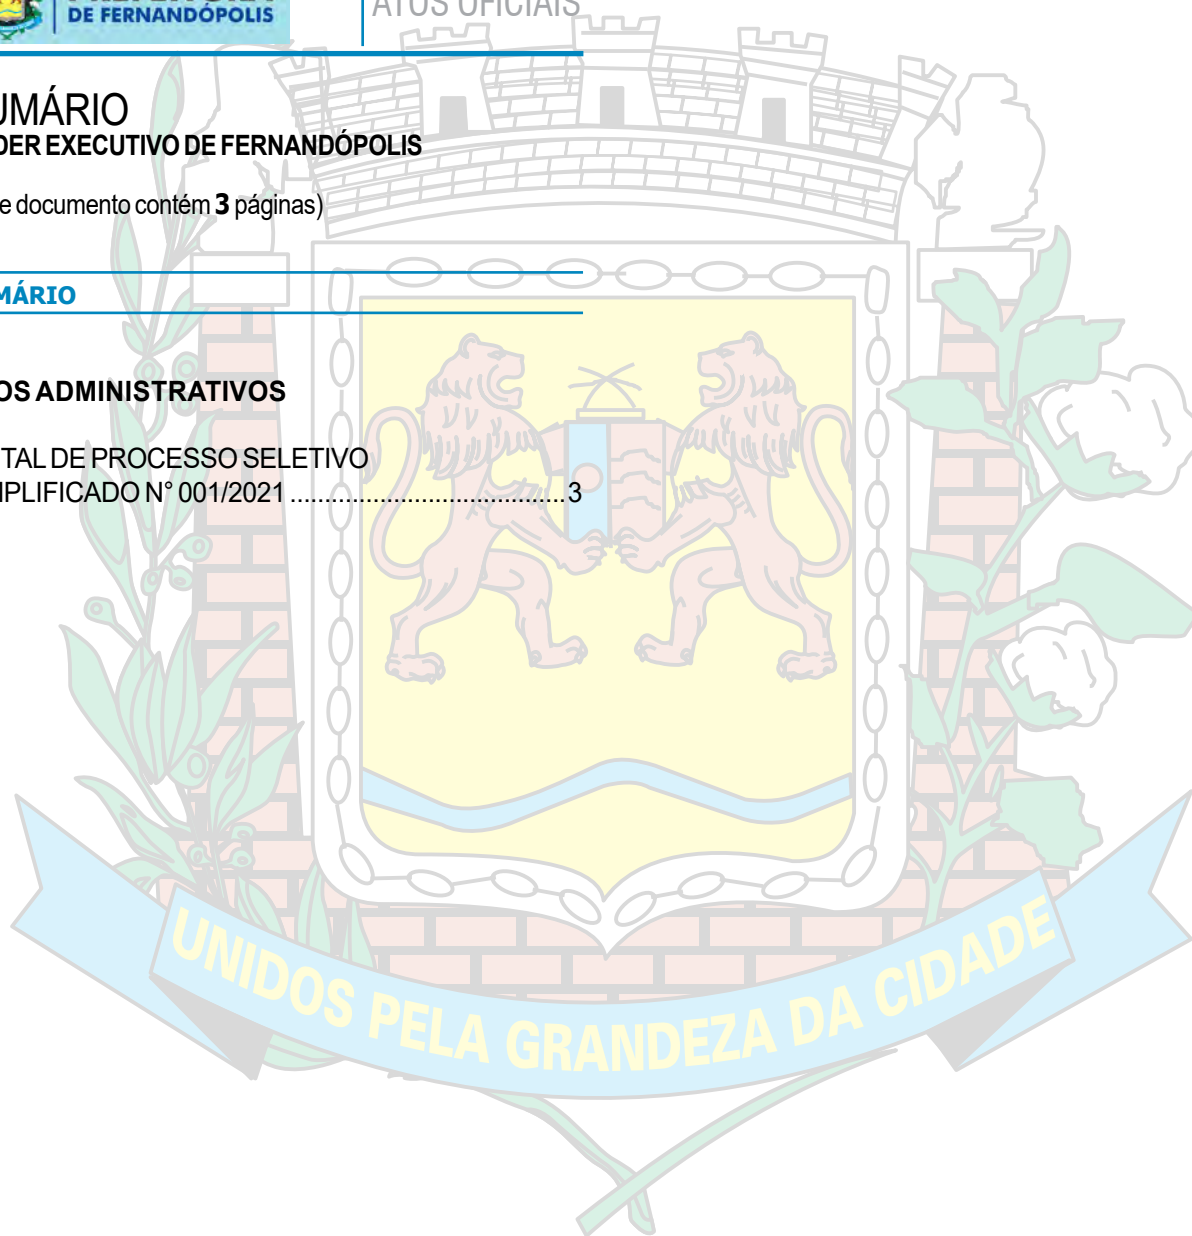 DE FERNANDÓPOLIS
ATOS OFICIAIS
UMÁRIO
DER EXECUTIVO DE FERNANDÓPOLIS
e documento contém 3 páginas)
MÁRIO
OS ADMINISTRATIVOS
TAL DE PROCESSO SELETIVO
MPLIFICADO N° 001/2021 ........................................ 3
UNIDOS PELA GRANDEZA DA CIDADE